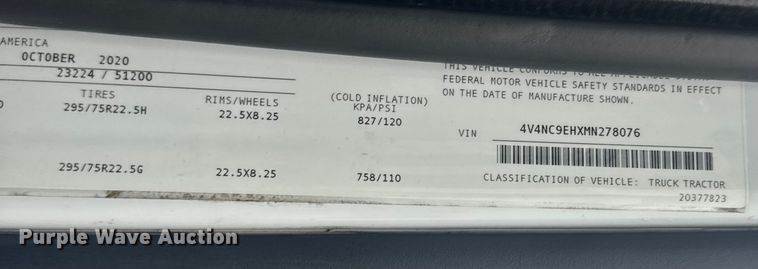 AMERICA
OCTOBER 2020
23224 / 51200
TIRES RIMS/WHEELS (COLD INFLATION) KPA/PSI
295/75R22.5H 22.5X8.25 827/120
295/75R22.5G 22.5X8.25 758/110
THIS VEHICLE CONFORMS TO ALL APPLICABLE
FEDERAL MOTOR VEHICLE SAFETY STANDARDS IN EFFECT
ON THE DATE OF MANUFACTURE SHOWN.
VIN 4V4NC9EHXMN278076
CLASSIFICATION OF VEHICLE: TRUCK TRACTOR
20377823
Purple Wave Auction